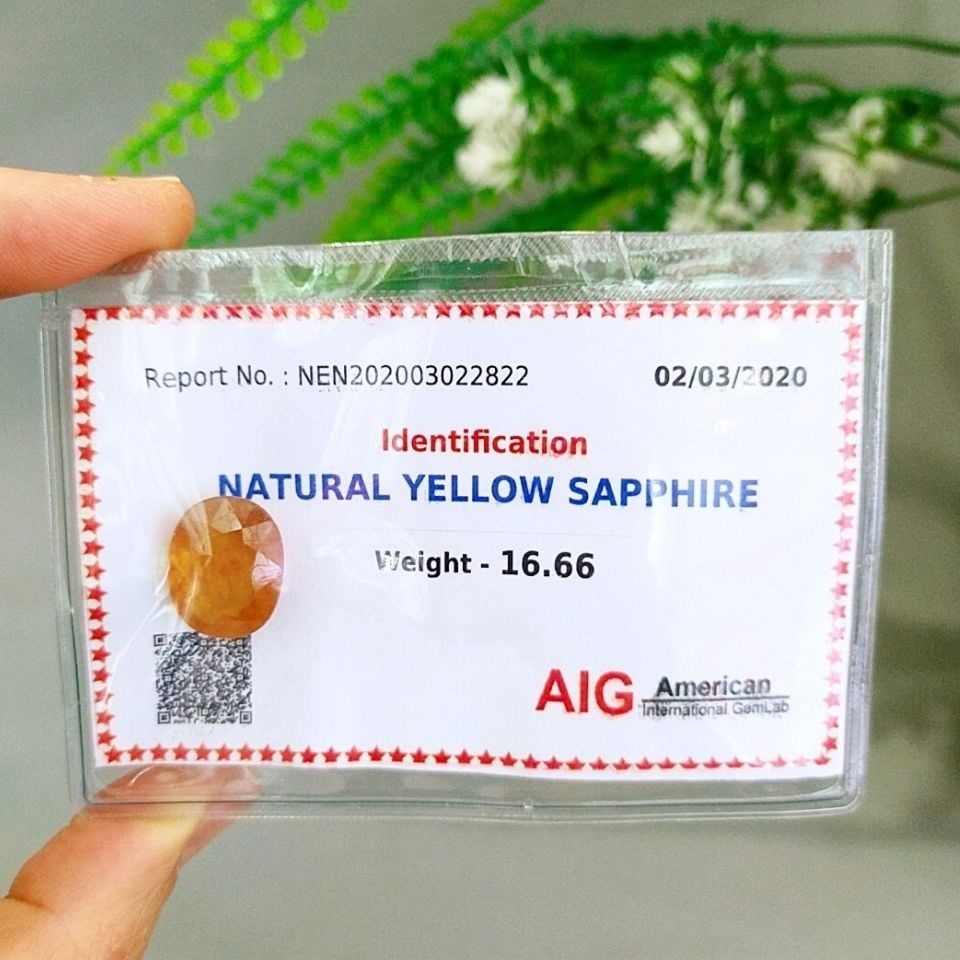 Report No. : NEN202003022822
02/03/2020
Identification
NATURAL YELLOW SAPPHIRE
Weight - 16.66
AIG American
International GemLab